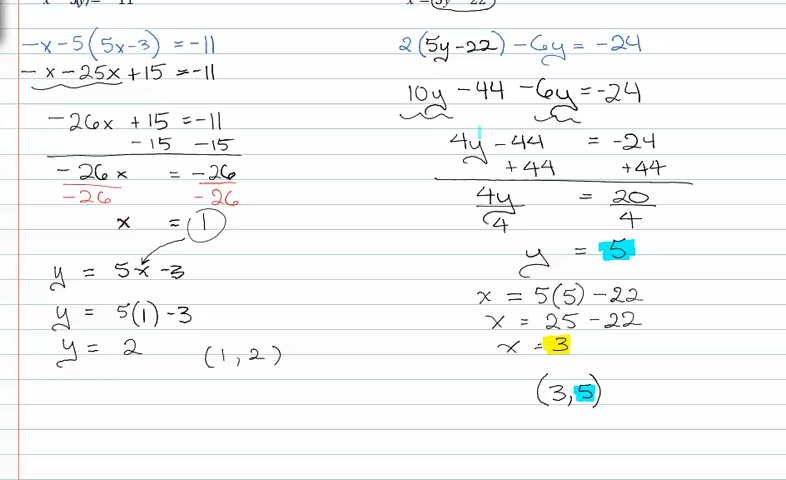 -x-5(5x-3)=-11
-x-25x+15=-11
-26x+15=-11
-15 -15
-26x = -26
-26 -26
x = 1
y = 5x-3
y = 5(1)-3
y = 2 (1,2)
2(5y-22)-6y=-24
10y-44-6y=-24
4y-44 = -24
+44 +44
4y = 20
4 4
y = 5
x = 5(5)-22
x = 25-22
x = 3
(3,5)